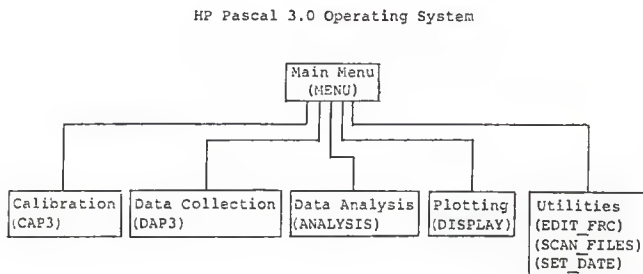 HP Pascal 3.0 Operating System
Main Menu
(MENU)
Calibration
(CAP3)
Data Collection
(DAP3)
Data Analysis
(ANALYSIS)
Plotting
(DISPLAY)
Utilities
(EDIT_FRC)
(SCAN_FILES)
(SET_DATE)